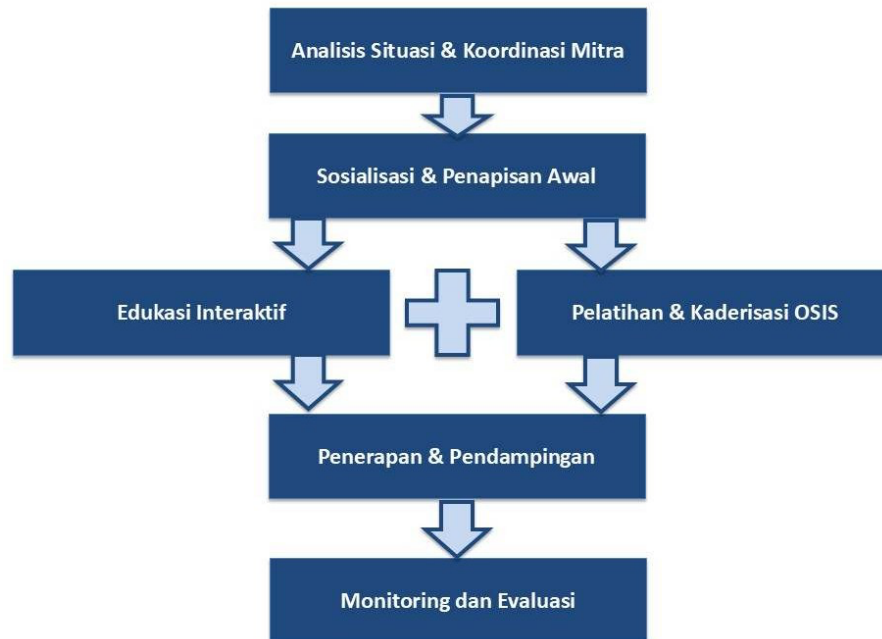 Analisis Situasi & Koordinasi Mitra
Sosialisasi & Penapisan Awal
Edukasi Interaktif
Pelatihan & Kaderisasi OSIS
Penerapan & Pendampingan
Monitoring dan Evaluasi